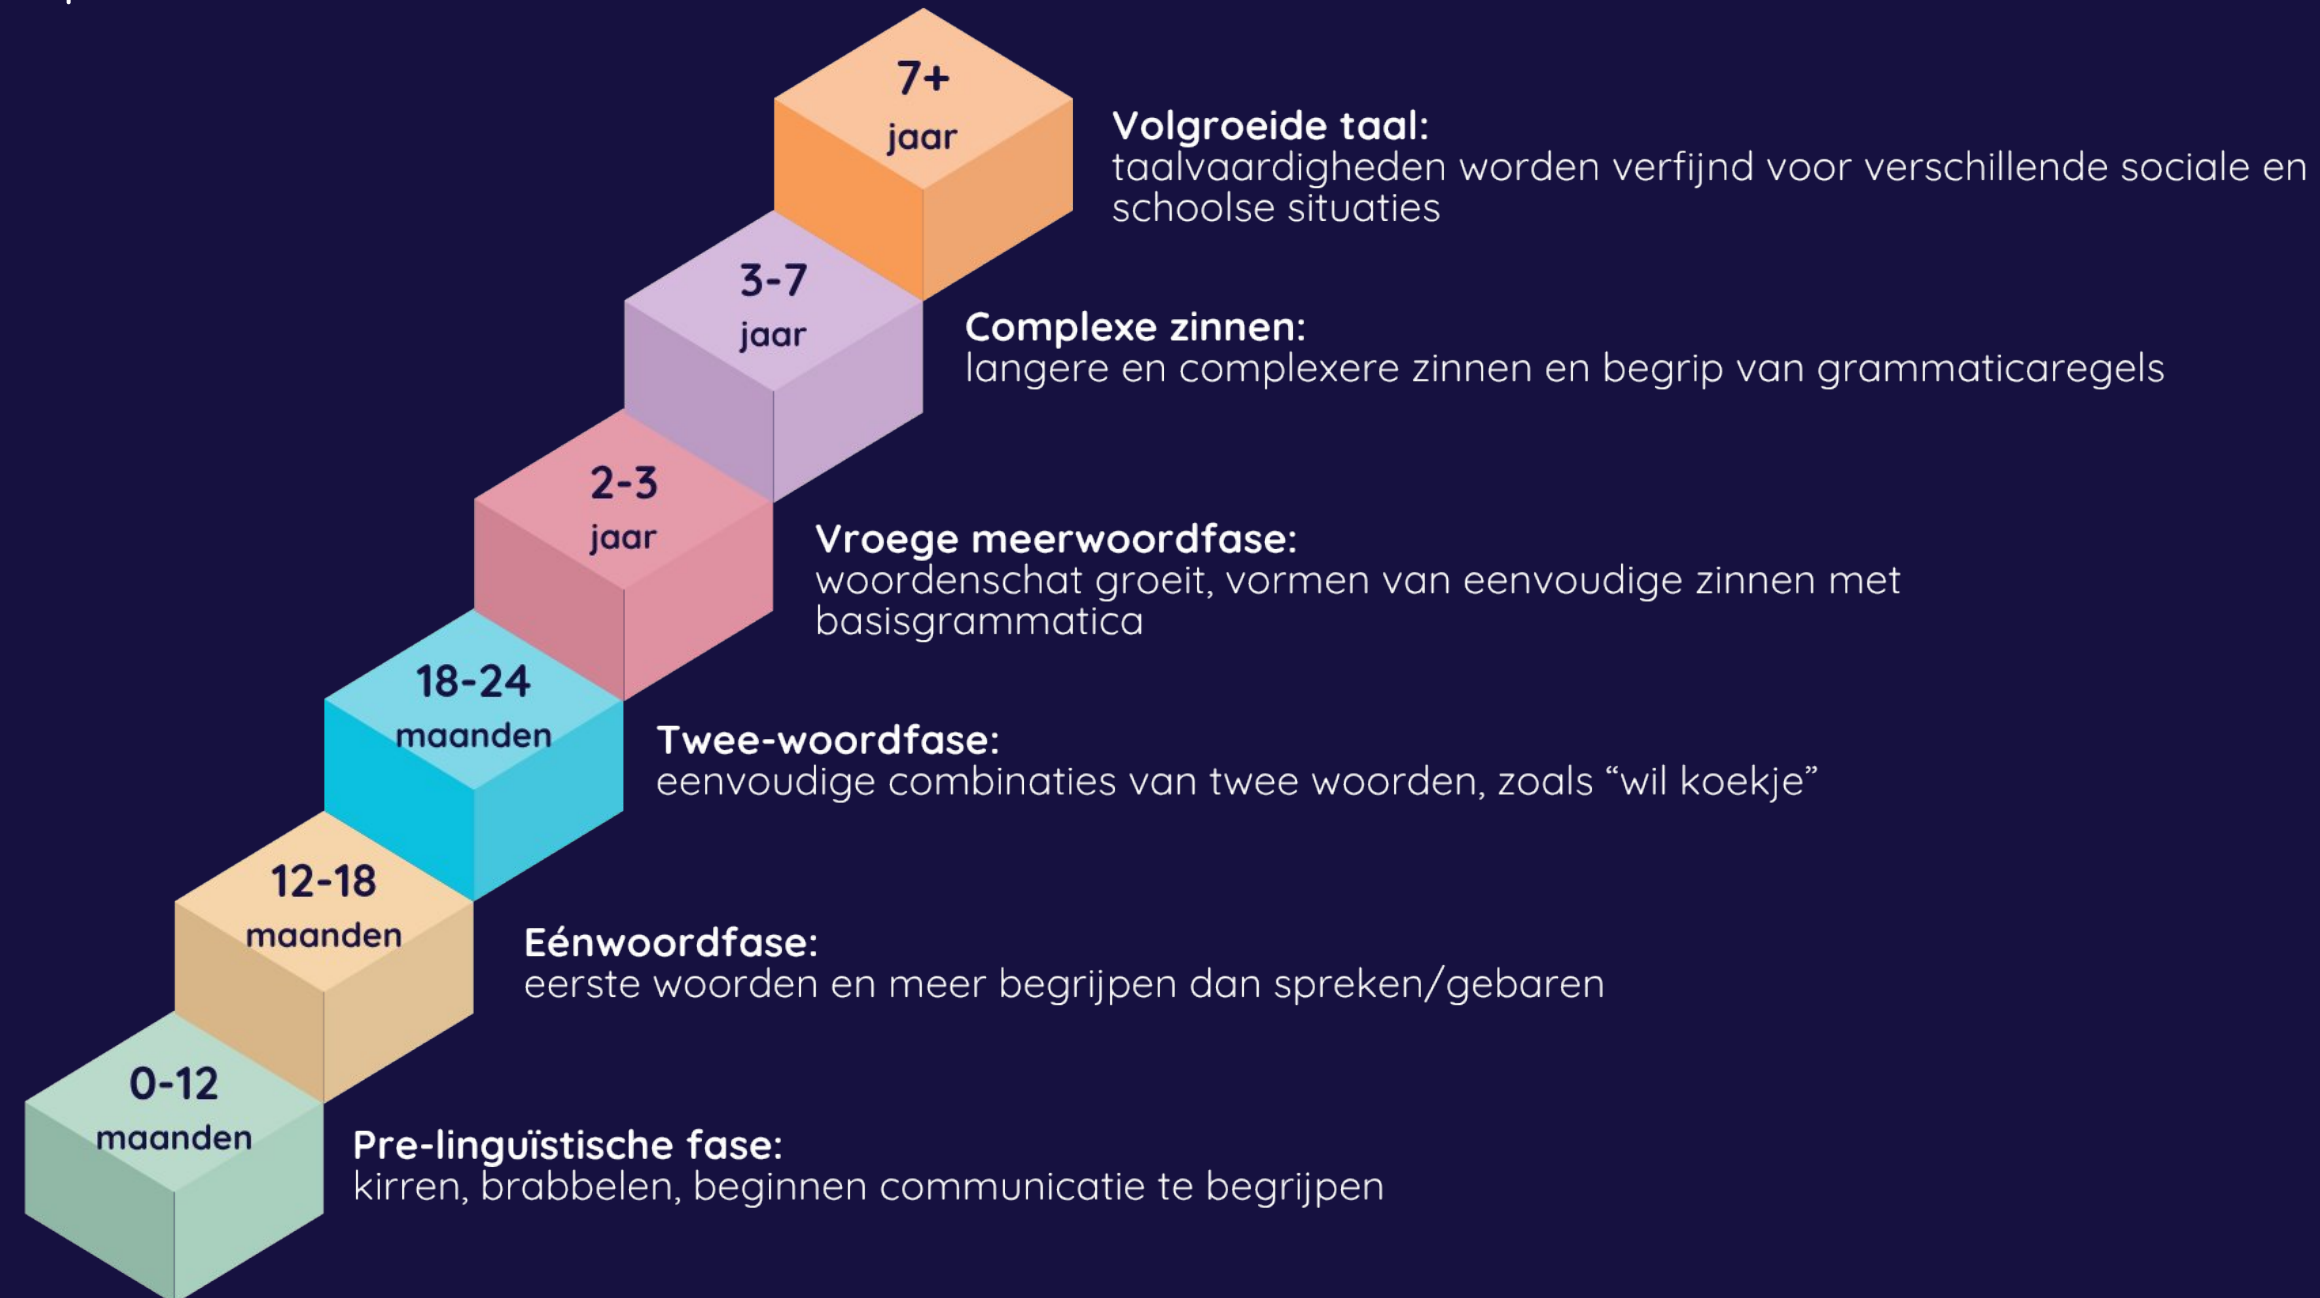 7+
jaar
Volgroeide taal:
taalvaardigheden worden verfijnd voor verschillende sociale en
schoolse situaties
3-7
jaar
Complexe zinnen:
langere en complexere zinnen en begrip van grammaticaregels
2-3
jaar
Vroege meerwoordfase:
woordenschat groeit, vormen van eenvoudige zinnen met
basisgrammatica
18-24
maanden
Twee-woordfase:
eenvoudige combinaties van twee woorden, zoals “wil koekje”
12-18
maanden
Eénwoordfase:
eerste woorden en meer begrijpen dan spreken/gebaren
0-12
maanden
Pre-linguïstische fase:
kirren, brabbelen, beginnen communicatie te begrijpen